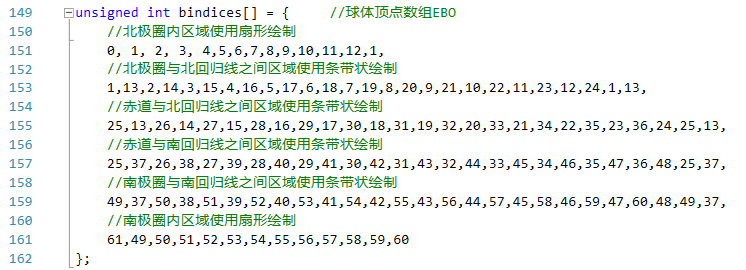 149 unsigned int bindices[] = { //球体顶点数组EBO
150 //北极圈内区域使用扇形绘制
151 0, 1, 2, 3, 4,5,6,7,8,9,10,11,12,1,
152 //北极圈与北回归线之间区域使用条带状绘制
153 1,13,2,14,3,15,4,16,5,17,6,18,7,19,8,20,9,21,10,22,11,23,12,24,1,13,
154 //赤道与北回归线之间区域使用条带状绘制
155 25,13,26,14,27,15,28,16,29,17,30,18,31,19,32,20,33,21,34,22,35,23,36,24,25,13,
156 //赤道与南回归线之间区域使用条带状绘制
157 25,37,26,38,27,39,28,40,29,41,30,42,31,43,32,44,33,45,34,46,35,47,36,48,25,37,
158 //南极圈与南回归线之间区域使用条带状绘制
159 49,37,50,38,51,39,52,40,53,41,54,42,55,43,56,44,57,45,58,46,59,47,60,48,49,37,
160 //南极圈内区域使用扇形绘制
161 61,49,50,51,52,53,54,55,56,57,58,59,60
162 };